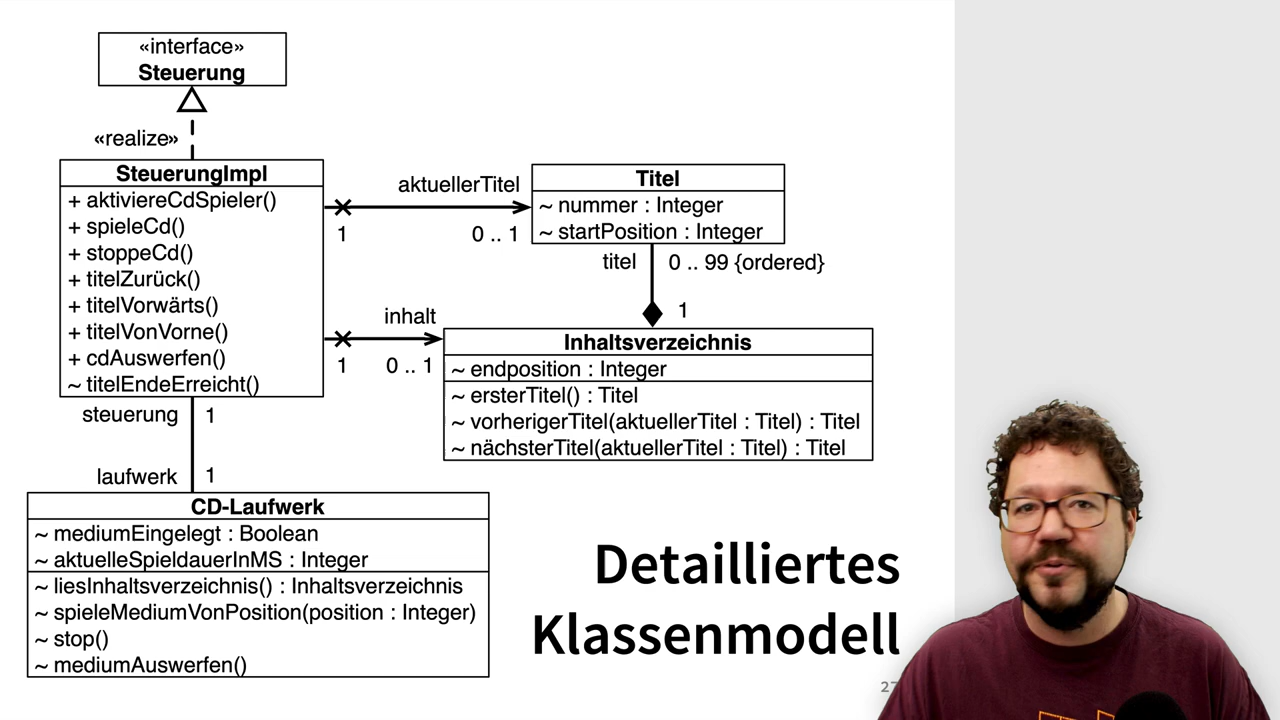 «interface»
Steuerung
«realize»
SteuerungImpl
+ aktiviereCdSpieler()
+ spieleCd()
+ stoppeCd()
+ titelZurück()
+ titelVorwärts()
+ titelVonVorne()
+ cdAuswerfen()
~ titelEndeErreicht()
aktuellerTitel
1
0 .. 1
Titel
~ nummer : Integer
~ startPosition : Integer
titel
0 .. 99 {ordered}
1
inhalt
1
0 .. 1
Inhaltsverzeichnis
~ endposition : Integer
~ ersterTitel() : Titel
~ vorherigerTitel(aktuellerTitel : Titel) : Titel
~ nächsterTitel(aktuellerTitel : Titel) : Titel
steuerung
1
laufwerk
1
CD-Laufwerk
~ mediumEingelegt : Boolean
~ aktuelleSpieldauerInMS : Integer
~ liesInhaltsverzeichnis() : Inhaltsverzeichnis
~ spieleMediumVonPosition(position : Integer)
~ stop()
~ mediumAuswerfen()
Detailliertes
Klassenmodell